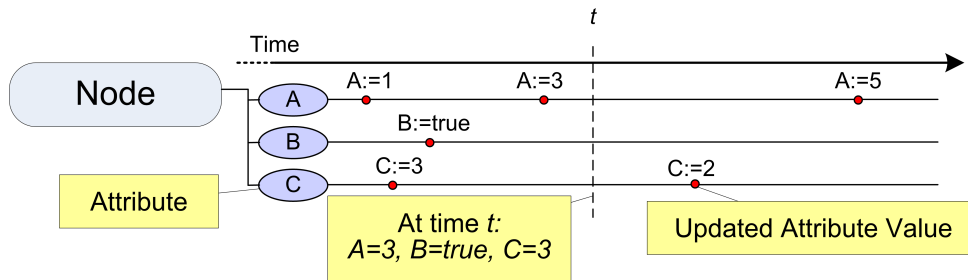 t
Time
Node
A:=1
A:=3
A:=5
A
B:=true
B
C:=3
C:=2
C
Attribute
At time t:
A=3, B=true, C=3
Updated Attribute Value